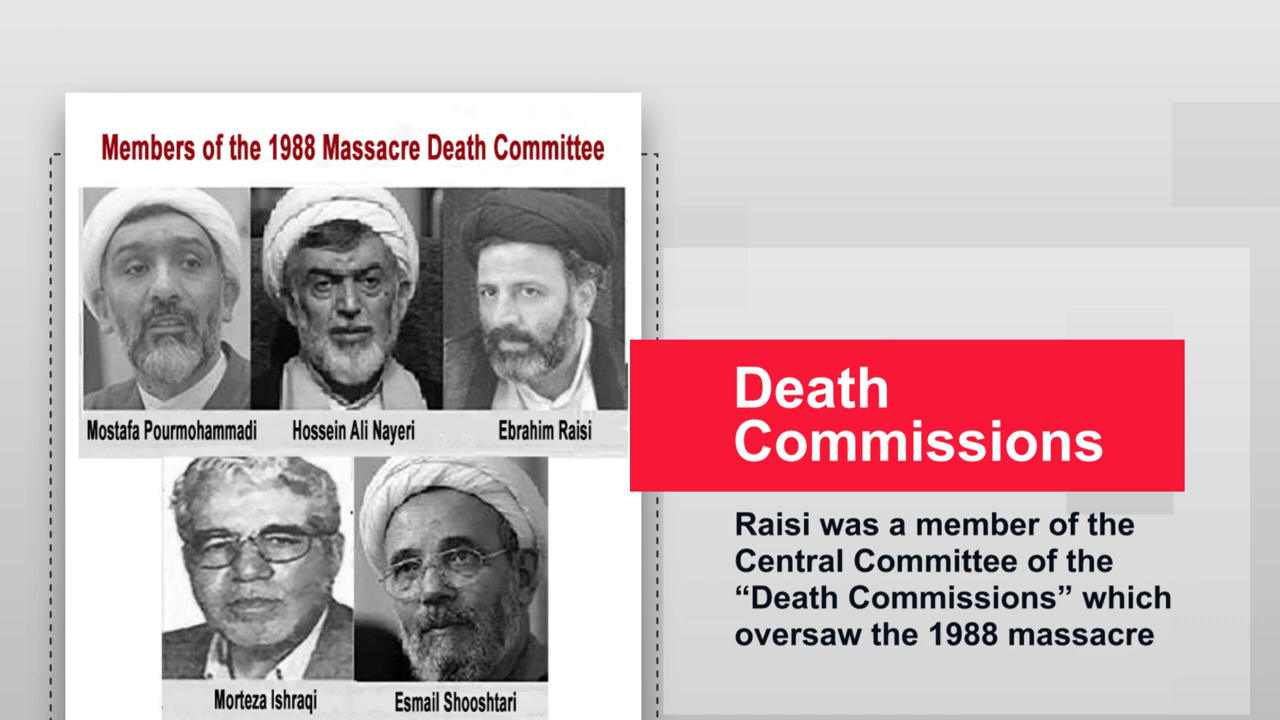 Members of the 1988 Massacre Death Committee
Mostafa Pourmohammadi
Hossein Ali Nayeri
Ebrahim Raisi
Morteza Ishraqi
Esmail Shooshtari
Death
Commissions
Raisi was a member of the
Central Committee of the
“Death Commissions” which
oversaw the 1988 massacre